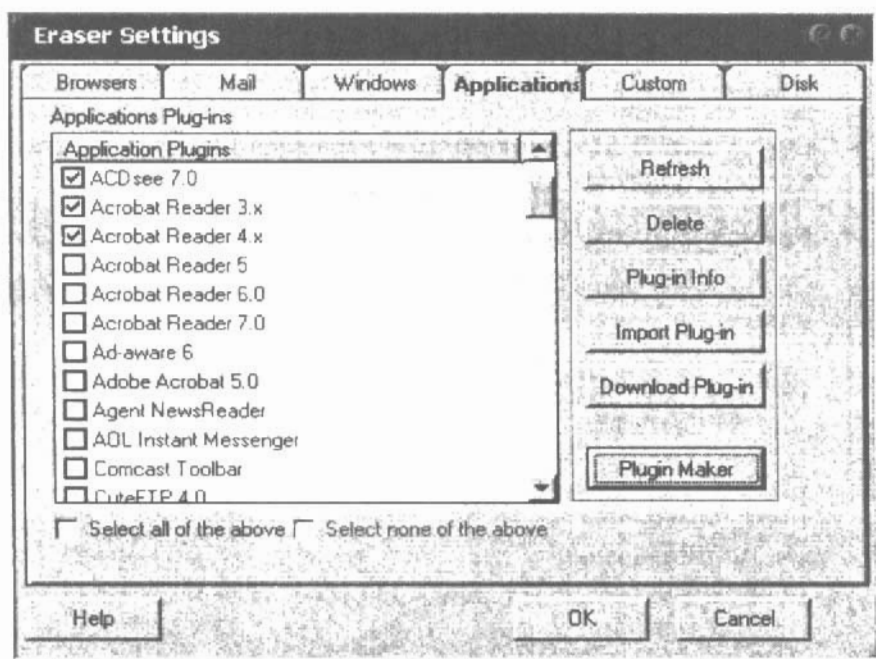 Eraser Settings
Browsers Mail Windows Applications Custom Disk
Applications Plug-ins
Application Plugins
ACDsee 7.0
Acrobat Reader 3.x
Acrobat Reader 4.x
Acrobat Reader 5
Acrobat Reader 6.0
Acrobat Reader 7.0
Ad-aware 6
Adobe Acrobat 5.0
Agent NewsReader
AOL Instant Messenger
Comcast Toolbar
CuteFTP 4.0
Select all of the above Select none of the above
Refresh
Delete
Plug-in Info
Import Plug-in
Download Plug-in
Plugin Maker
Help OK Cancel